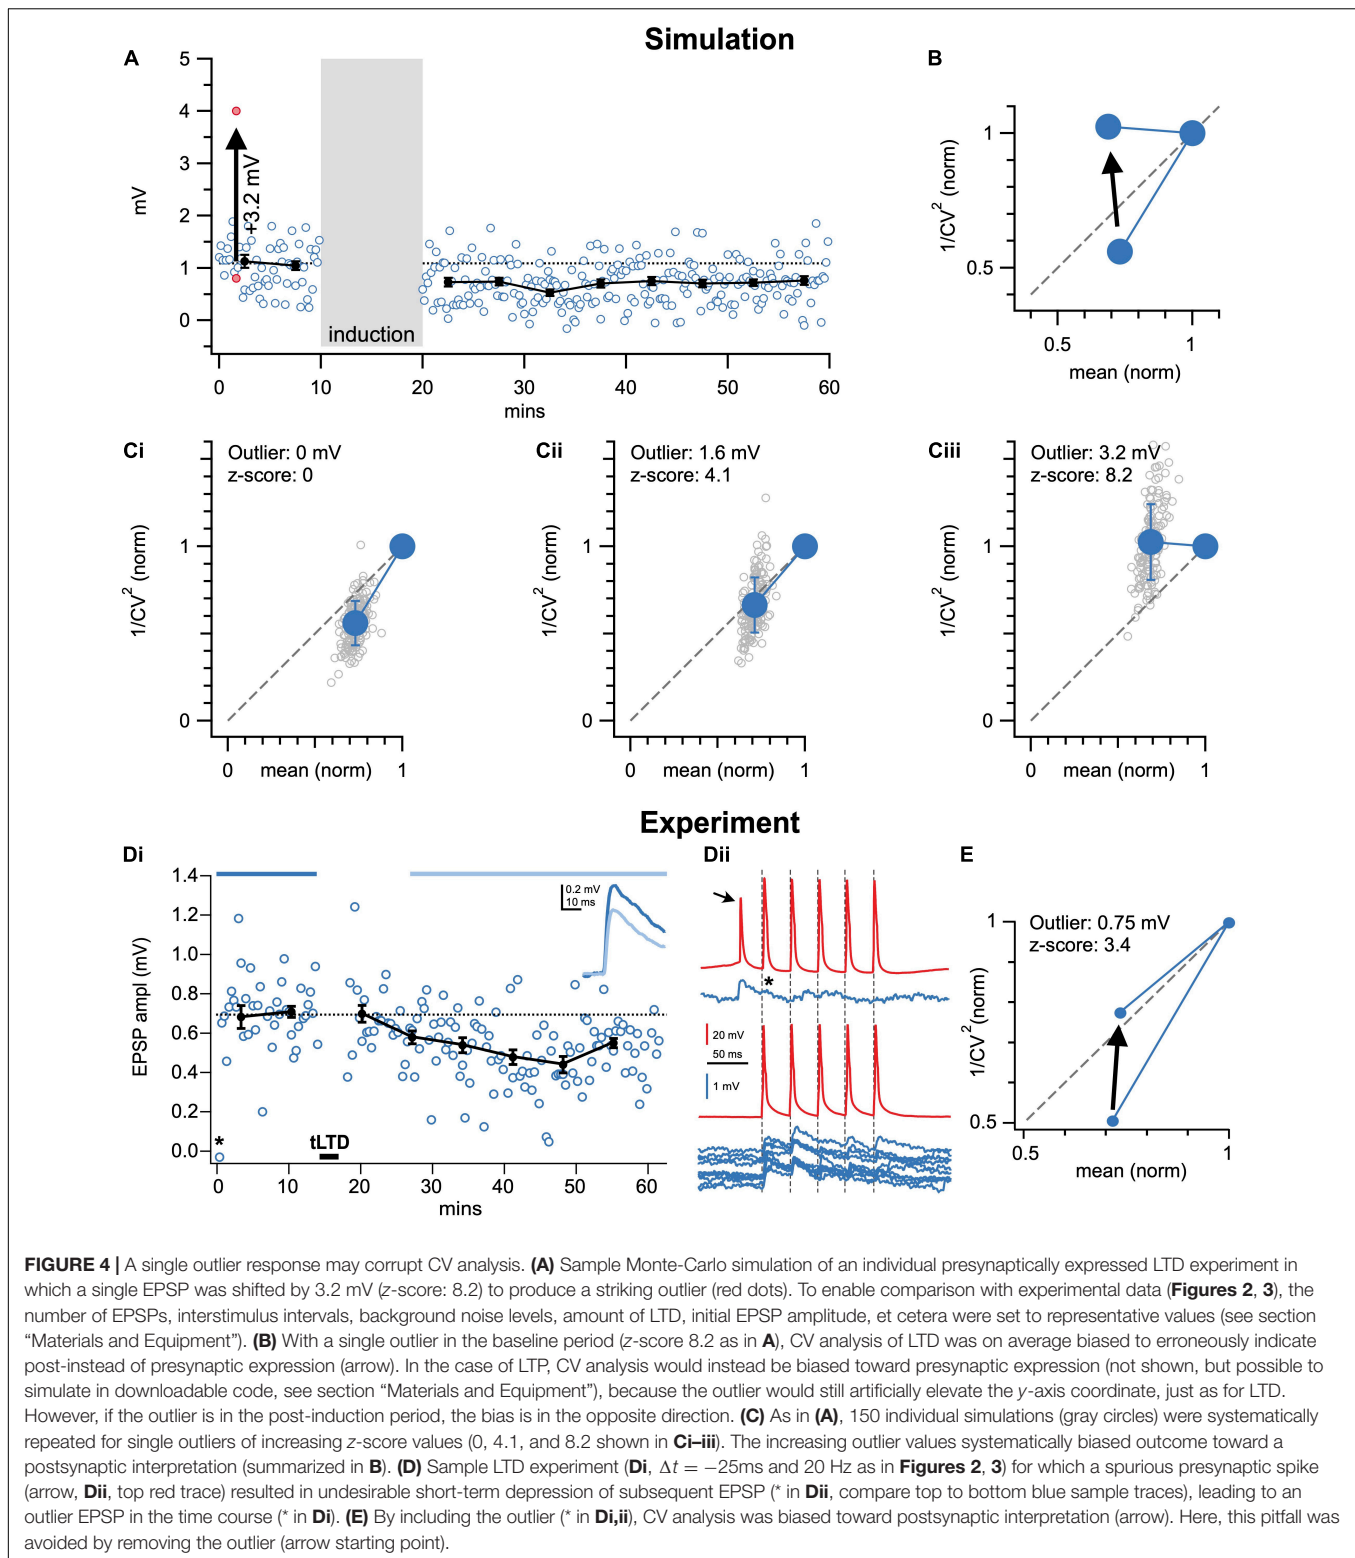 Simulation
A
5
4
3
2
1
0
mV
+3.2 mV
induction
0
10
20
30
40
50
60
mins
B
1
0.5
1/CV² (norm)
0.5
1
mean (norm)
Ci
Outlier: 0 mV
z-score: 0
1
0
1/CV² (norm)
0
mean (norm)
1
Cii
Outlier: 1.6 mV
z-score: 4.1
1
0
1/CV² (norm)
0
mean (norm)
1
Ciii
Outlier: 3.2 mV
z-score: 8.2
1
0
1/CV² (norm)
0
mean (norm)
1
Experiment
Di
1.4
1.2
1.0
0.8
0.6
0.4
0.2
0.0
EPSP ampl (mV)
0.2 mV
10 ms
*
tLTD
0
10
20
30
40
50
60
mins
Dii
*
20 mV
50 ms
1 mV
E
Outlier: 0.75 mV
z-score: 3.4
1
0.5
1/CV² (norm)
0.5
1
mean (norm)
FIGURE 4 | A single outlier response may corrupt CV analysis. (A) Sample Monte-Carlo simulation of an individual presynaptically expressed LTD experiment in
which a single EPSP was shifted by 3.2 mV (z-score: 8.2) to produce a striking outlier (red dots). To enable comparison with experimental data (Figures 2, 3), the
number of EPSPs, interstimulus intervals, background noise levels, amount of LTD, initial EPSP amplitude, et cetera were set to representative values (see section
“Materials and Equipment”). (B) With a single outlier in the baseline period (z-score 8.2 as in A), CV analysis of LTD was on average biased to erroneously indicate
post-instead of presynaptic expression (arrow). In the case of LTP, CV analysis would instead be biased toward presynaptic expression (not shown, but possible to
simulate in downloadable code, see section “Materials and Equipment”), because the outlier would still artificially elevate the y-axis coordinate, just as for LTD.
However, if the outlier is in the post-induction period, the bias is in the opposite direction. (C) As in (A), 150 individual simulations (gray circles) were systematically
repeated for single outliers of increasing z-score values (0, 4.1, and 8.2 shown in Ci–iii). The increasing outlier values systematically biased outcome toward a
postsynaptic interpretation (summarized in B). (D) Sample LTD experiment (Di, Δt = −25ms and 20 Hz as in Figures 2, 3) for which a spurious presynaptic spike
(arrow, Dii, top red trace) resulted in undesirable short-term depression of subsequent EPSP (* in Dii, compare top to bottom blue sample traces), leading to an
outlier EPSP in the time course (* in Di). (E) By including the outlier (* in Di,ii), CV analysis was biased toward postsynaptic interpretation (arrow). Here, this pitfall was
avoided by removing the outlier (arrow starting point).